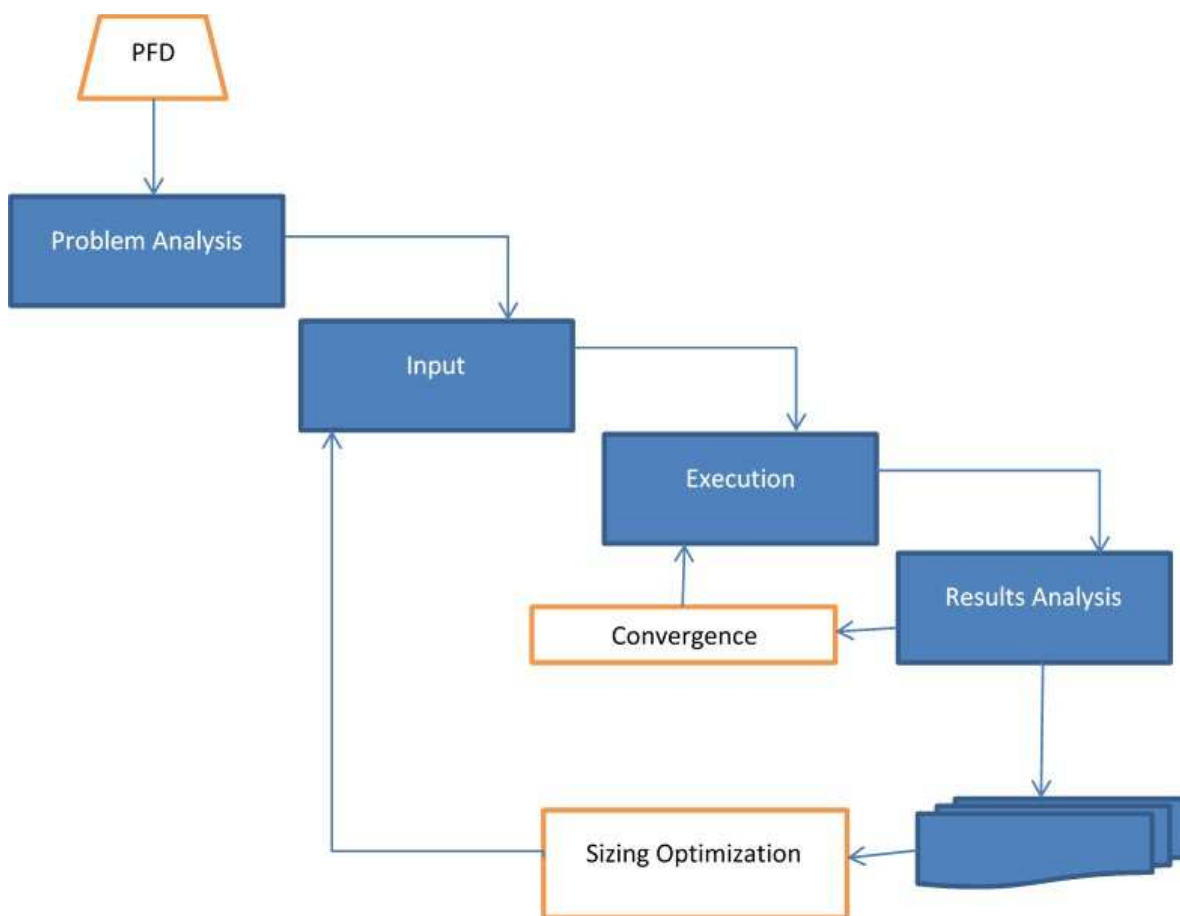 PFD
Problem Analysis
Input
Execution
Results Analysis
Convergence
Sizing Optimization